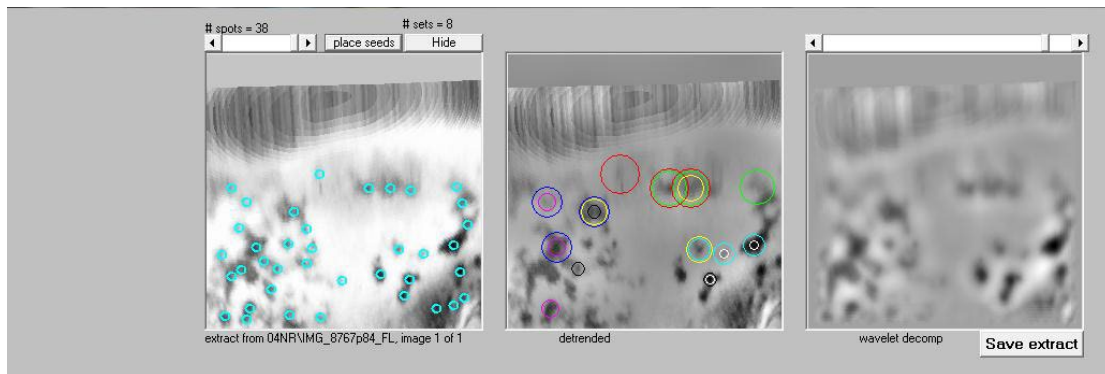 # spots = 38
# sets = 8
place seeds
Hide
extract from 04NR\IMG_8767p84_FL, image 1 of 1
detrended
wavelet decomp
Save extract